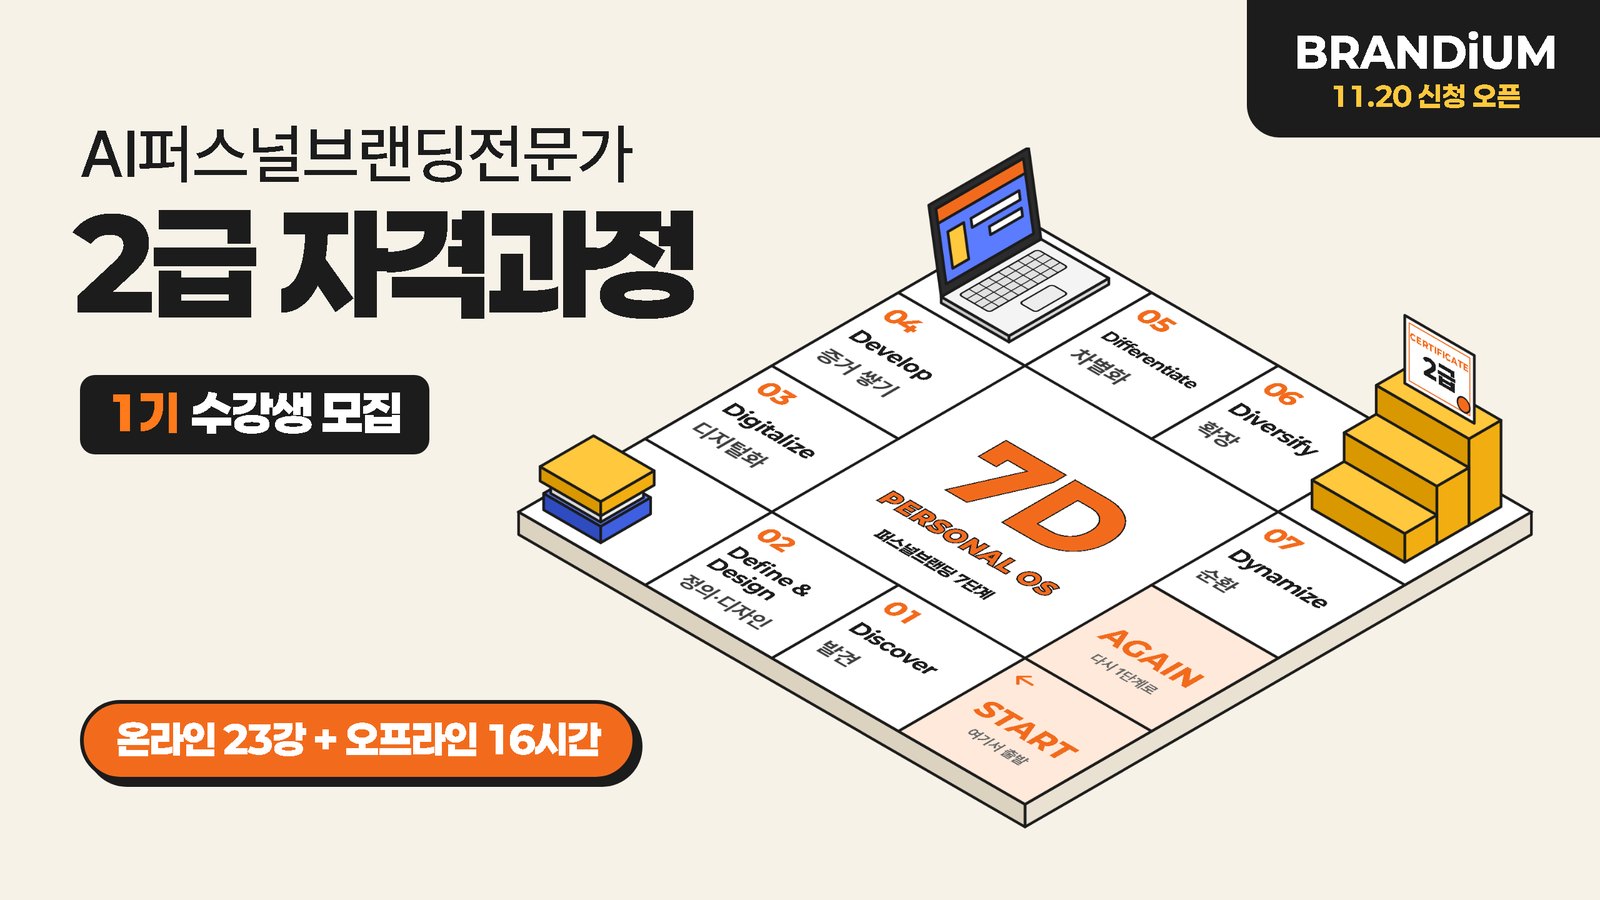 BRANDiUM
11.20 신청 오픈
AI퍼스널브랜딩전문가
2급 자격과정
1기 수강생 모집
온라인 23강 + 오프라인 16시간
04
Develop
증거 쌓기
03
Digitalize
디지털화
02
Define &
Design
정의·디자인
01
Discover
발견
05
Differentiate
차별화
06
Diversify
확장
07
Dynamize
순환
7D
PERSONAL OS
퍼스널브랜딩 7단계
AGAIN
다시 1단계로
←
START
여기서 출발
CERTIFICATE
2급